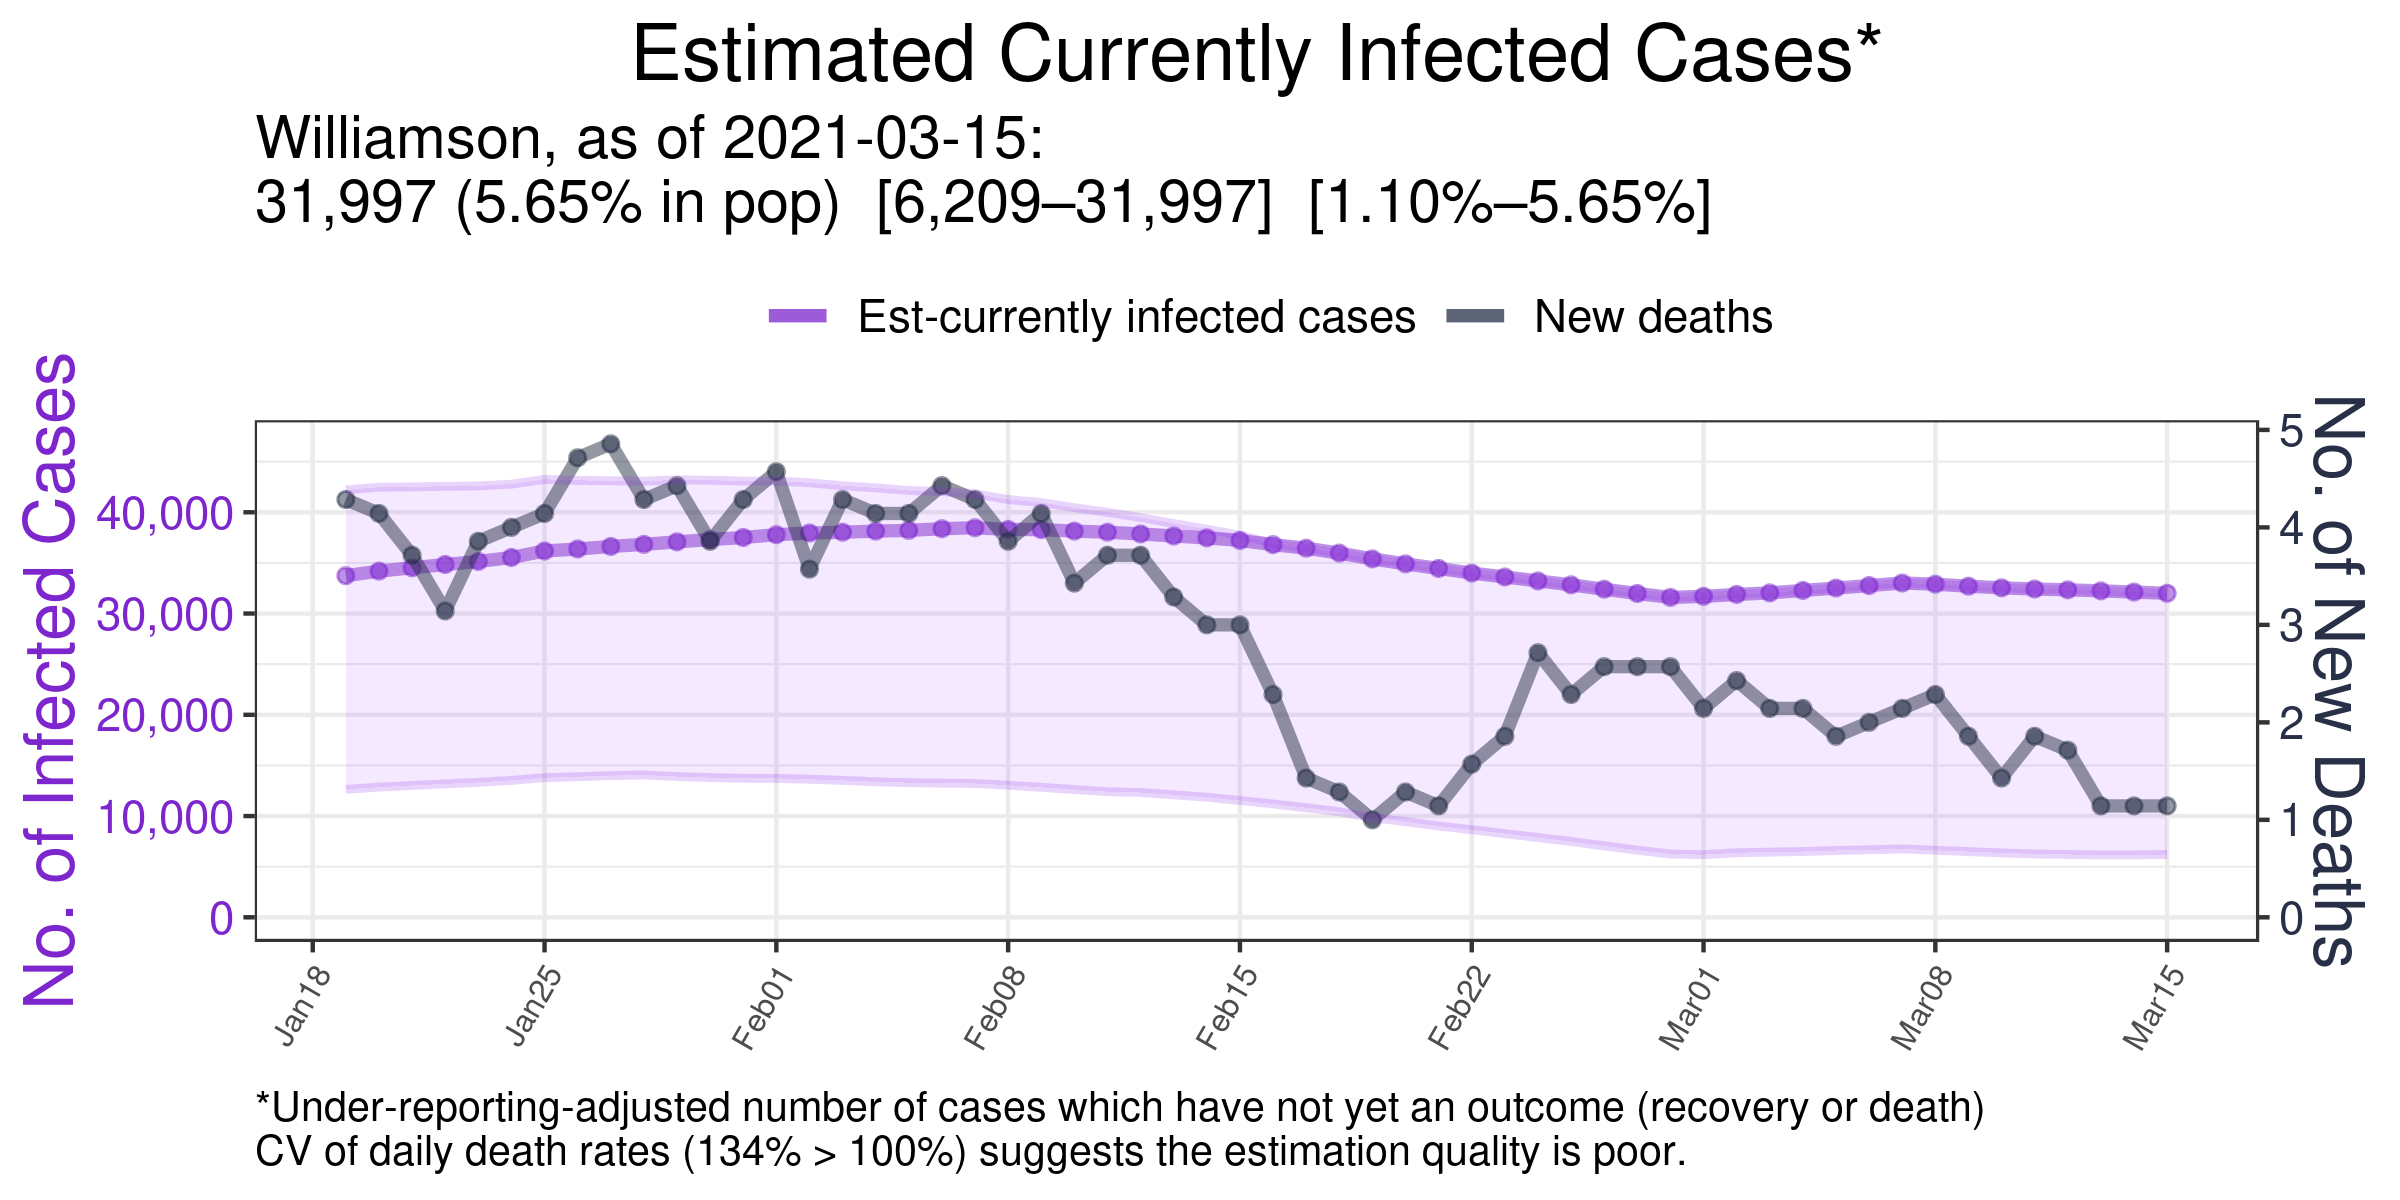 Estimated Currently Infected Cases*
Williamson, as of 2021-03-15:
31,997 (5.65% in pop)  [6,209–31,997]  [1.10%–5.65%]
Est-currently infected cases
New deaths
No. of Infected Cases
40,000
30,000
20,000
10,000
0
5
4
3
2
1
0
No. of New Deaths
Jan18
Jan25
Feb01
Feb08
Feb15
Feb22
Mar01
Mar08
Mar15
*Under-reporting-adjusted number of cases which have not yet an outcome (recovery or death)
CV of daily death rates (134% > 100%) suggests the estimation quality is poor.